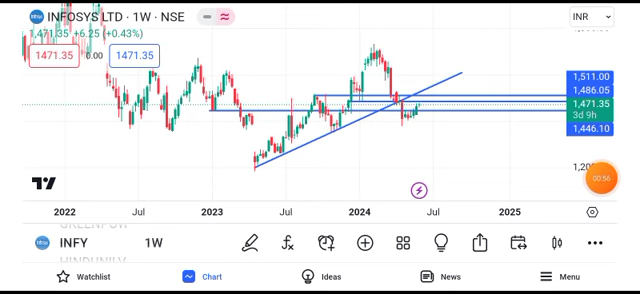 INFOSYS LTD · 1W · NSE
INR
1,471.35 +6.25 (+0.43%)
1471.35 0.00 1471.35
1,511.00
1,486.05
1,471.35
3d 9h
1,446.10
00:56
2022 Jul 2023 Jul 2024 Jul 2025
INFY 1W
Watchlist Chart Ideas News Menu